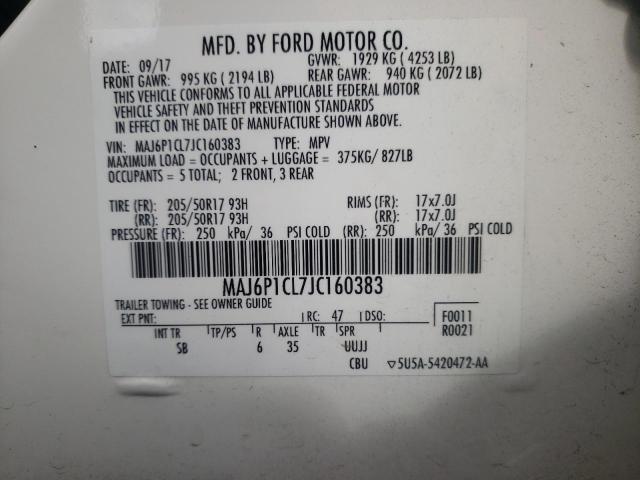 MFD. BY FORD MOTOR CO.
DATE: 09/17 GVWR: 1929 KG ( 4253 LB)
FRONT GAWR: 995 KG ( 2194 LB) REAR GAWR: 940 KG ( 2072 LB)
THIS VEHICLE CONFORMS TO ALL APPLICABLE FEDERAL MOTOR
VEHICLE SAFETY AND THEFT PREVENTION STANDARDS
IN EFFECT ON THE DATE OF MANUFACTURE SHOWN ABOVE.
VIN: MAJ6P1CL7JC160383 TYPE: MPV
MAXIMUM LOAD = OCCUPANTS + LUGGAGE = 375KG/ 827LB
OCCUPANTS = 5 TOTAL; 2 FRONT, 3 REAR
TIRE (FR): 205/50R17 93H RIMS (FR): 17x7.0J
(RR): 205/50R17 93H (RR): 17x7.0J
PRESSURE (FR): 250 kPa/ 36 PSI COLD (RR): 250 kPa/ 36 PSI COLD
MAJ6P1CL7JC160383
TRAILER TOWING - SEE OWNER GUIDE
EXT PNT: RC: 47 DSO: F0011
R0021
INT TR TP/PS R AXLE TR SPR
SB 6 35 UUJJ
CBU ▽5U5A-5420472-AA